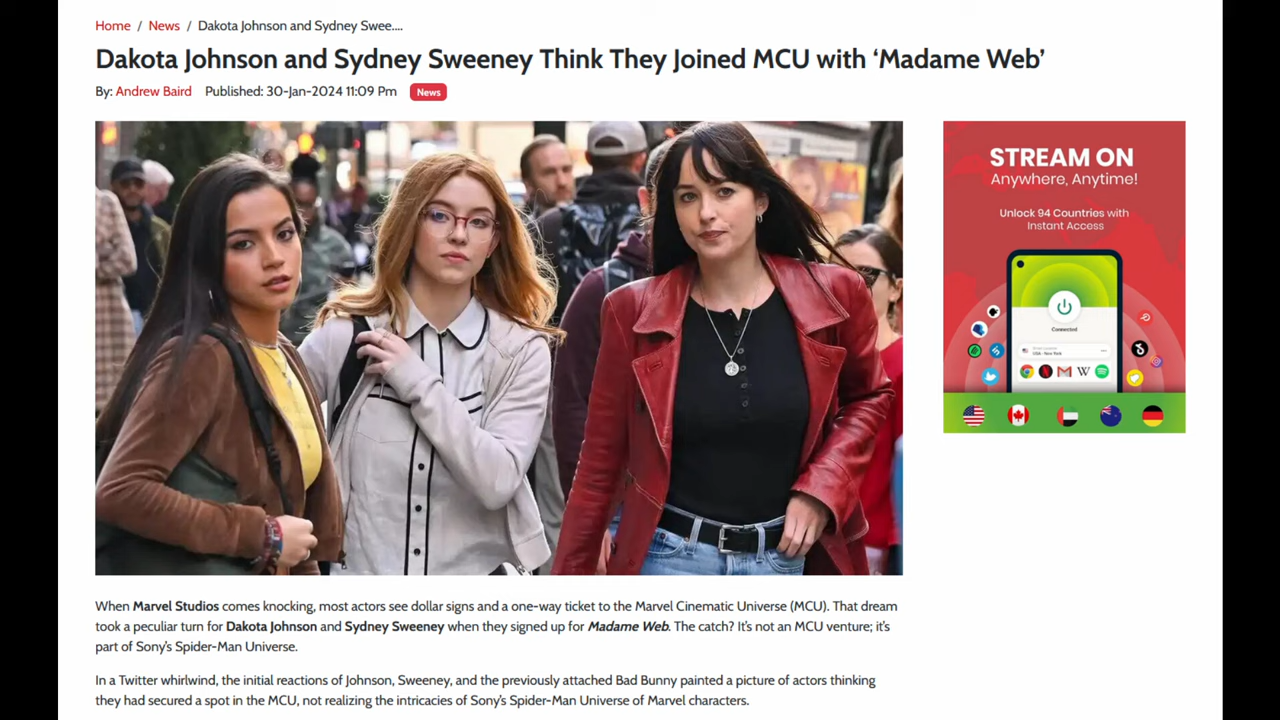 Home / News / Dakota Johnson and Sydney Swee....
Dakota Johnson and Sydney Sweeney Think They Joined MCU with ‘Madame Web’
By: Andrew Baird Published: 30-Jan-2024 11:09 Pm News
STREAM ON
Anywhere, Anytime!
Unlock 94 Countries with
Instant Access
Connected
USA - New York
When Marvel Studios comes knocking, most actors see dollar signs and a one-way ticket to the Marvel Cinematic Universe (MCU). That dream
took a peculiar turn for Dakota Johnson and Sydney Sweeney when they signed up for Madame Web. The catch? It’s not an MCU venture; it’s
part of Sony’s Spider-Man Universe.
In a Twitter whirlwind, the initial reactions of Johnson, Sweeney, and the previously attached Bad Bunny painted a picture of actors thinking
they had secured a spot in the MCU, not realizing the intricacies of Sony’s Spider-Man Universe of Marvel characters.